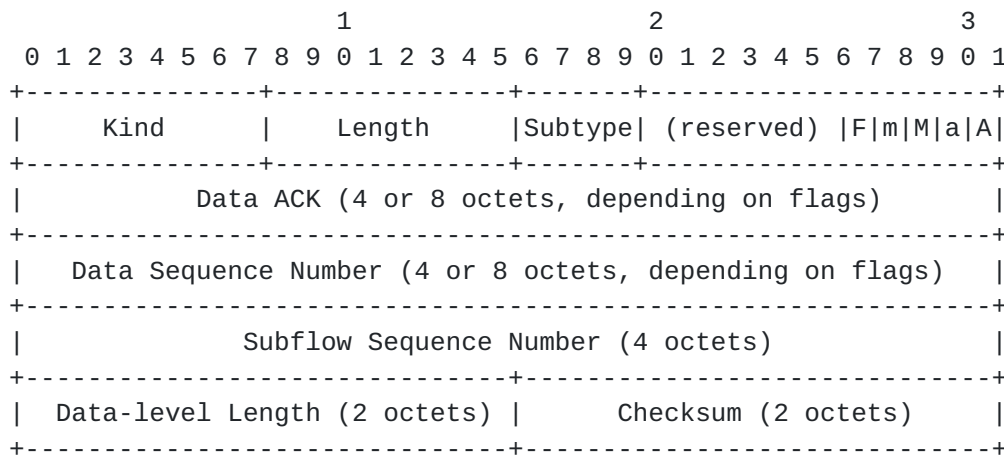 1                   2                   3
 0 1 2 3 4 5 6 7 8 9 0 1 2 3 4 5 6 7 8 9 0 1 2 3 4 5 6 7 8 9 0 1
+---------------+---------------+-------+----------------------+
|     Kind      |    Length     |Subtype| (reserved) |F|m|M|a|A|
+---------------+---------------+-------+----------------------+
|           Data ACK (4 or 8 octets, depending on flags)       |
+--------------------------------------------------------------+
|   Data Sequence Number (4 or 8 octets, depending on flags)   |
+--------------------------------------------------------------+
|              Subflow Sequence Number (4 octets)              |
+-------------------------------+------------------------------+
|  Data-level Length (2 octets) |      Checksum (2 octets)     |
+-------------------------------+------------------------------+